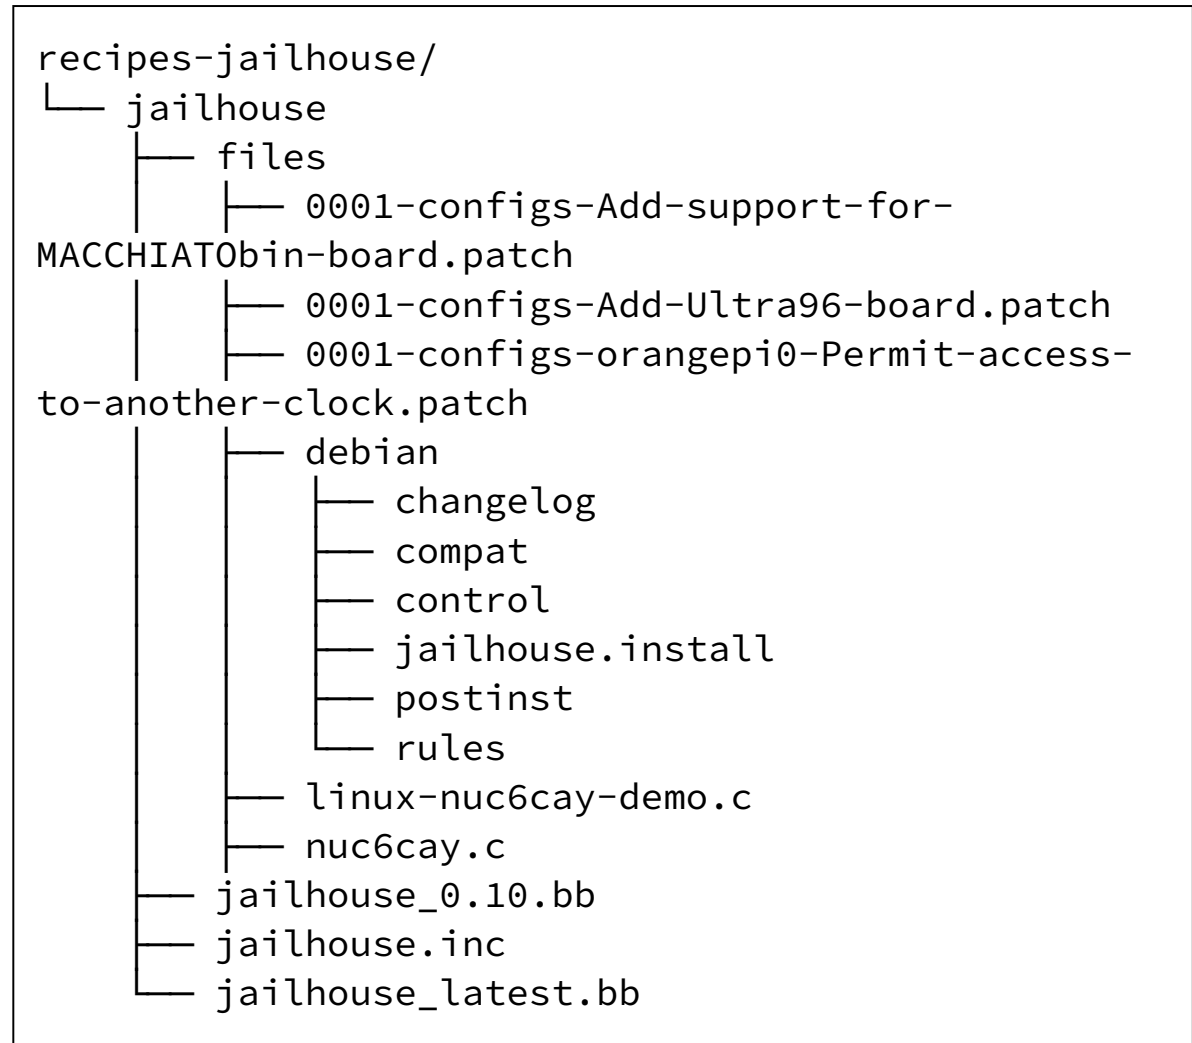 recipes-jailhouse/
└── jailhouse
    ├── files
    │   ├── 0001-configs-Add-support-for-
MACCHIATObin-board.patch
    │   ├── 0001-configs-Add-Ultra96-board.patch
    │   ├── 0001-configs-orangepi0-Permit-access-
to-another-clock.patch
    │   ├── debian
    │   │   ├── changelog
    │   │   ├── compat
    │   │   ├── control
    │   │   ├── jailhouse.install
    │   │   ├── postinst
    │   │   └── rules
    │   ├── linux-nuc6cay-demo.c
    │   ├── nuc6cay.c
    ├── jailhouse_0.10.bb
    ├── jailhouse.inc
    └── jailhouse_latest.bb